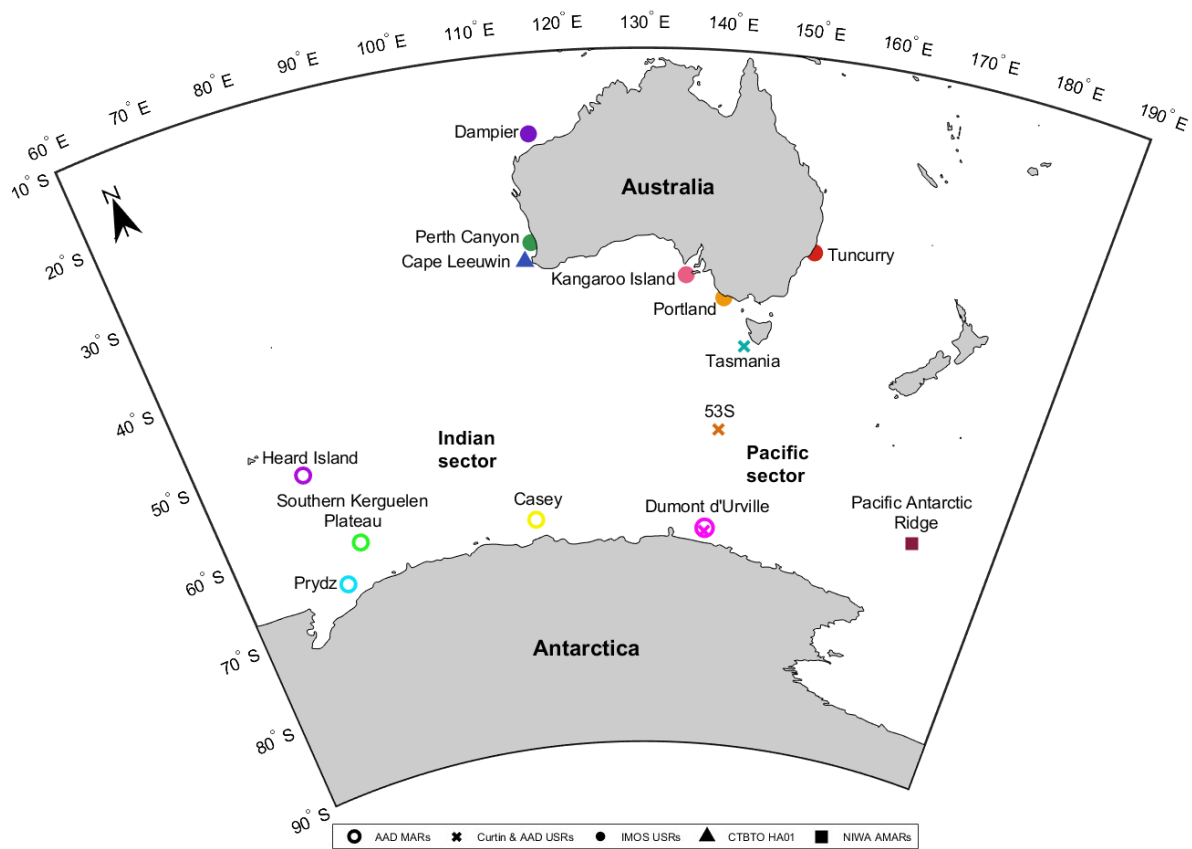 60° E
70° E
80° E
90° E
100° E
110° E
120° E
130° E
140° E
150° E
160° E
170° E
180° E
190° E
10° S
20° S
30° S
40° S
50° S
60° S
70° S
80° S
90° S
N
Dampier
Australia
Perth Canyon
Cape Leeuwin
Kangaroo Island
Portland
Tuncurry
Tasmania
53S
Indian
sector
Pacific
sector
Heard Island
Southern Kerguelen
Plateau
Prydz
Casey
Dumont d'Urville
Pacific Antarctic
Ridge
Antarctica
AAD MARs Curtin & AAD USRs IMOS USRs CTBTO HA01 NIWA AMARs